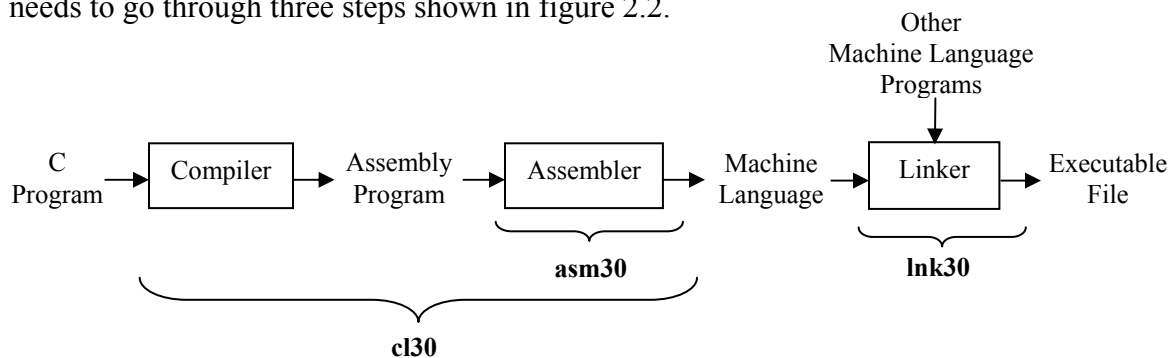 needs to go through three steps shown in figure 2.2.
Other
Machine Language
Programs
C
Program
Compiler
Assembly
Program
Assembler
Machine
Language
Linker
Executable
File
asm30
lnk30
cl30